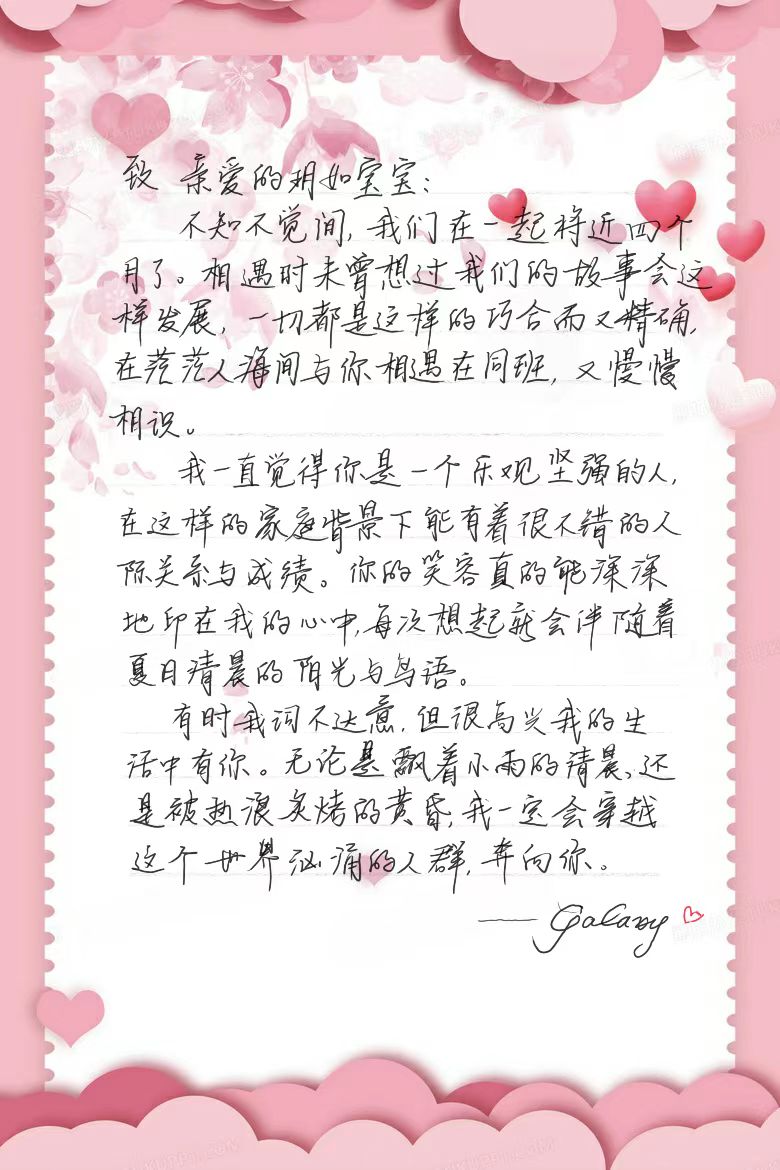 致 亲爱的玥如宝宝：
不知不觉间，我们在一起将近四个
月了。相遇时未曾想过我们的故事会这
样发展，一切都是这样的巧合而又精确，
在茫茫人海间与你相遇在同班，又慢慢
相识。
我一直觉得你是一个乐观坚强的人，
在这样的家庭背景下能有着很不错的人
际关系与成绩。你的笑容真的能深深
地印在我的心中，每次想起就会伴随着
夏日清晨的阳光与鸟语。
有时我词不达意，但很高兴我的生
活中有你。无论是飘着小雨的清晨、还
是被热浪炙烤的黄昏，我一定会穿越
这个世界汹涌的人群，奔向你。
——Galaxy